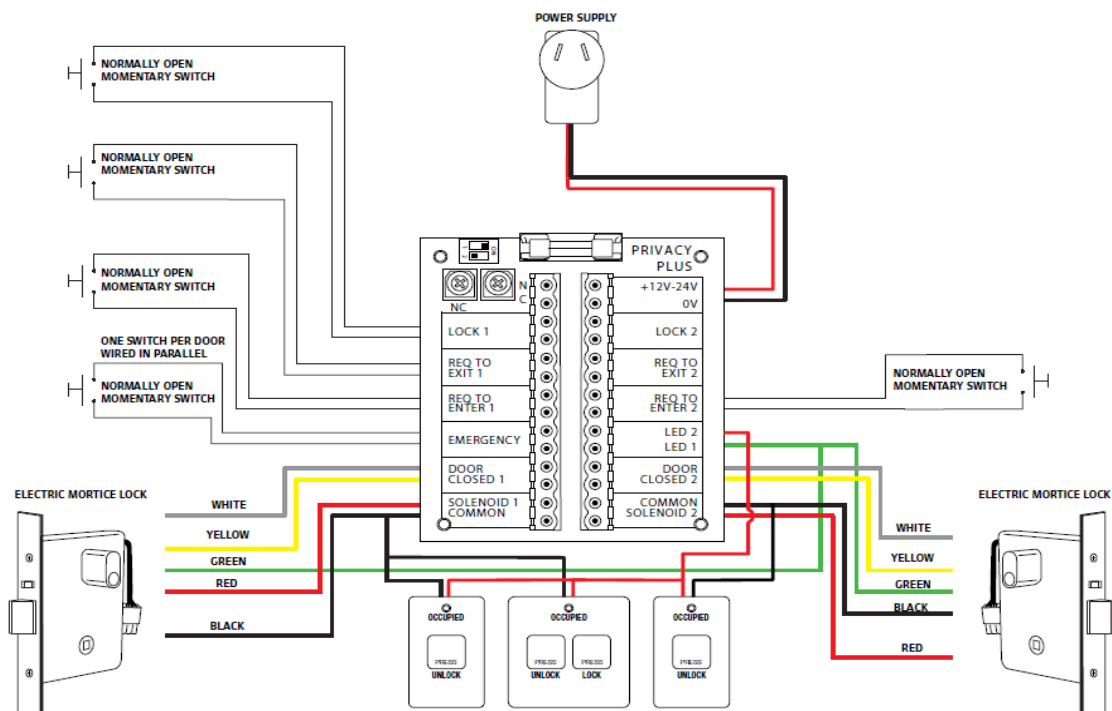 POWER SUPPLY
NORMALLY OPEN
MOMENTARY SWITCH
NORMALLY OPEN
MOMENTARY SWITCH
NORMALLY OPEN
MOMENTARY SWITCH
ONE SWITCH PER DOOR
WIRED IN PARALLEL
NORMALLY OPEN
MOMENTARY SWITCH
1
2
ON
NC
N
C
PRIVACY
PLUS
+12V-24V
0V
LOCK 1
REQ TO
EXIT 1
REQ TO
ENTER 1
EMERGENCY
DOOR
CLOSED 1
SOLENOID 1
COMMON
LOCK 2
REQ TO
EXIT 2
REQ TO
ENTER 2
LED 2
LED 1
DOOR
CLOSED 2
COMMON
SOLENOID 2
NORMALLY OPEN
MOMENTARY SWITCH
ELECTRIC MORTICE LOCK
WHITE
YELLOW
GREEN
RED
BLACK
ELECTRIC MORTICE LOCK
WHITE
YELLOW
GREEN
BLACK
RED
OCCUPIED
PRESS
UNLOCK
OCCUPIED
PRESS PRESS
UNLOCK LOCK
OCCUPIED
PRESS
UNLOCK